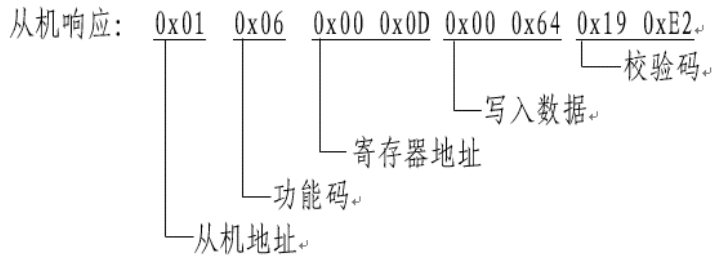 从机响应： 0x01 0x06 0x00 0x0D 0x00 0x64 0x19 0xE2
校验码
写入数据
寄存器地址
功能码
从机地址